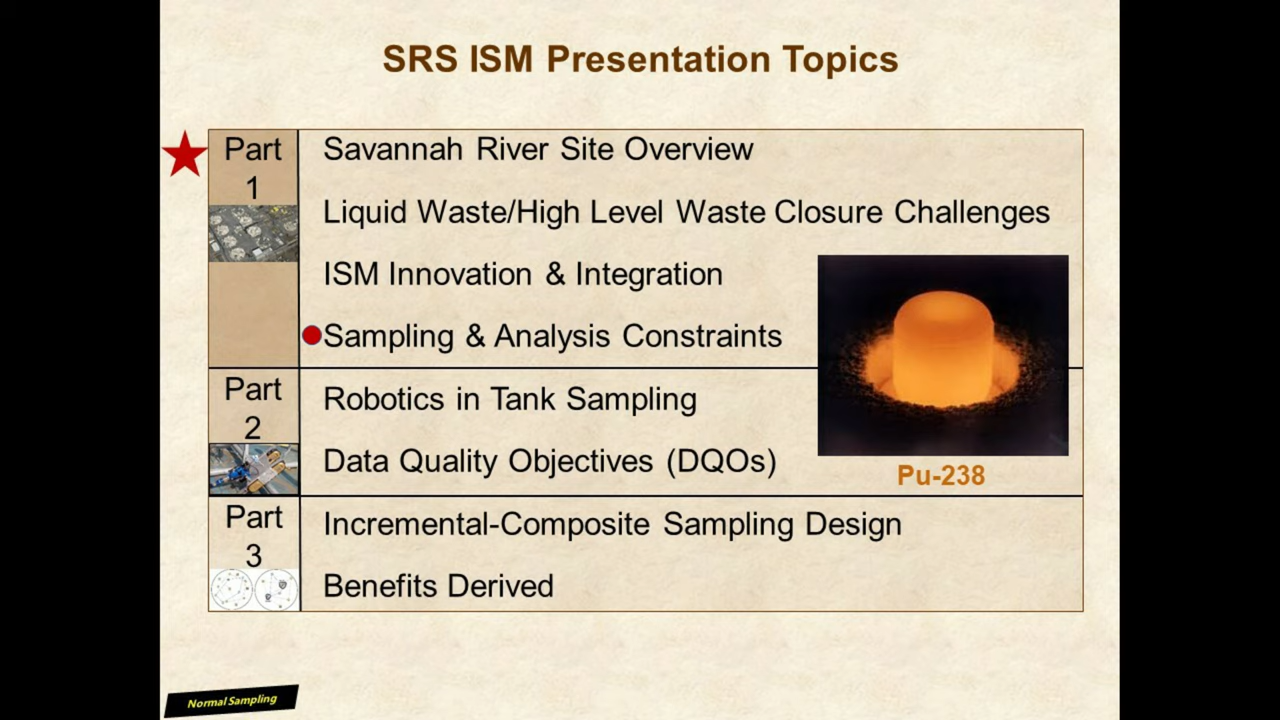 SRS ISM Presentation Topics
Part
1
Savannah River Site Overview
Liquid Waste/High Level Waste Closure Challenges
ISM Innovation & Integration
Sampling & Analysis Constraints
Part
2
Robotics in Tank Sampling
Data Quality Objectives (DQOs)
Pu-238
Part
3
Incremental-Composite Sampling Design
Benefits Derived
Normal Sampling